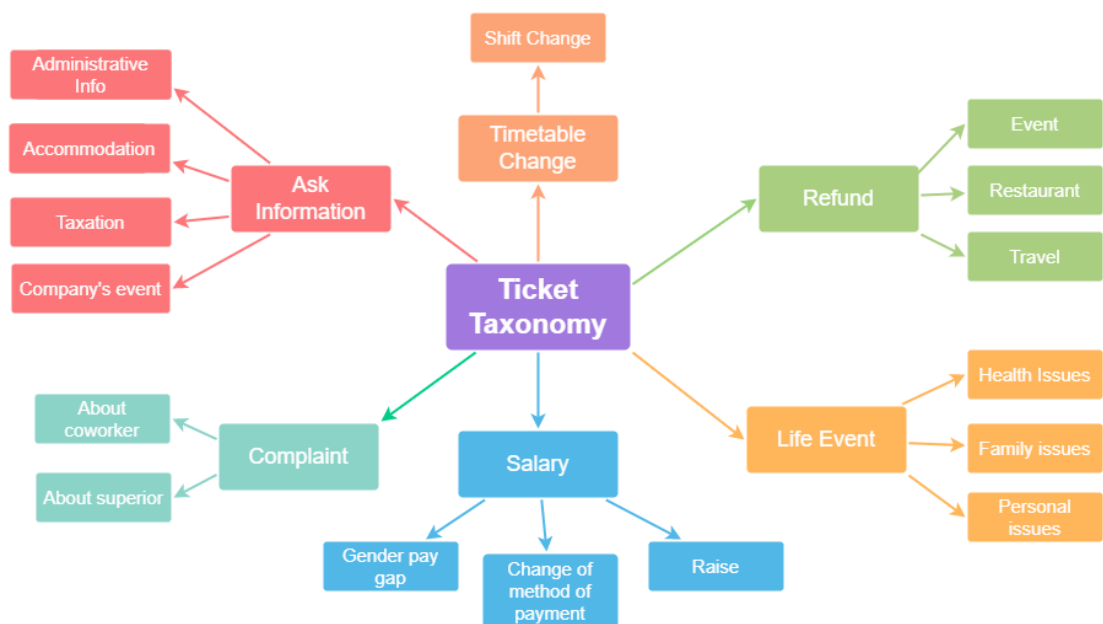 Shift Change
Administrative
Info
Timetable
Change
Event
Accommodation
Ask
Information
Refund
Restaurant
Taxation
Travel
Company's event
Ticket
Taxonomy
Health Issues
About
coworker
Complaint
Salary
Life Event
Family issues
About superior
Personal
issues
Gender pay
gap
Change of
method of
payment
Raise